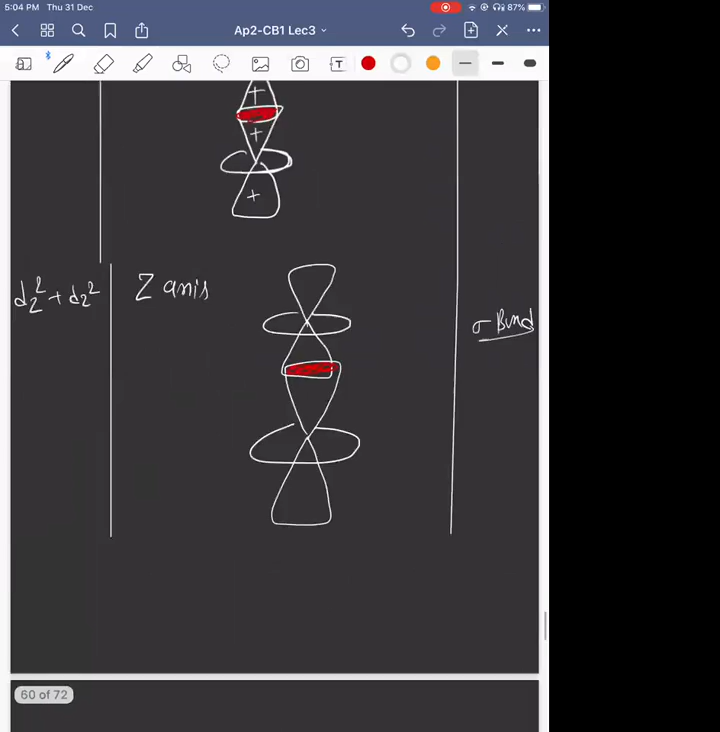 5:04 PM Thu 31 Dec
87%
Ap2-CB1 Lec3
T
+
+
+
dz² + dz²
Z axis
σ Bond
60 of 72